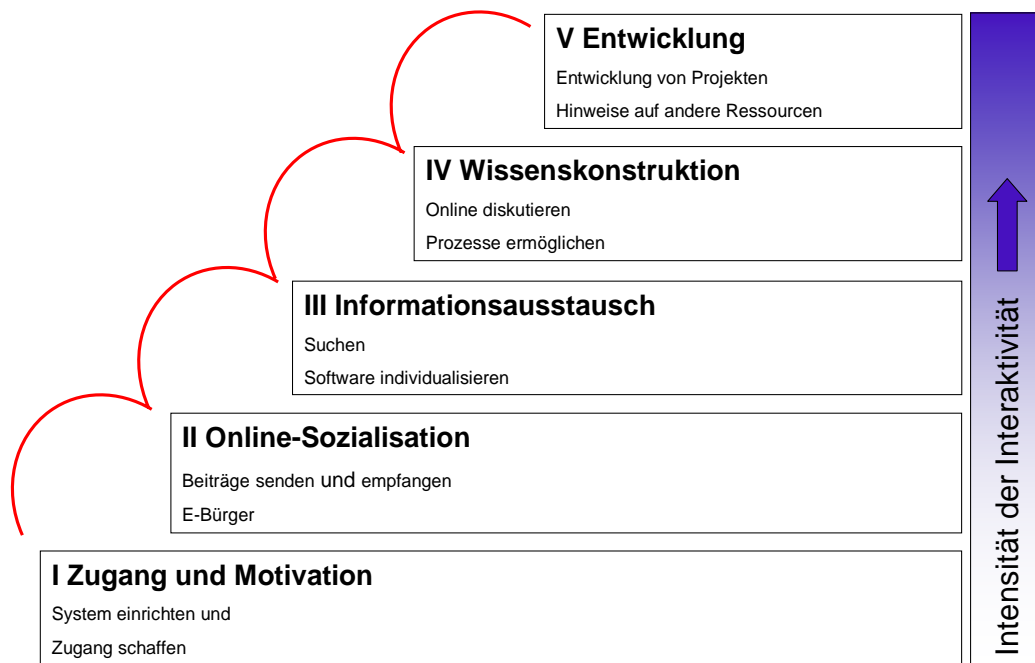 V Entwicklung
Entwicklung von Projekten
Hinweise auf andere Ressourcen
IV Wissenskonstruktion
Online diskutieren
Prozesse ermöglichen
III Informationsausstausch
Suchen
Software individualisieren
II Online-Sozialisation
Beiträge senden und empfangen
E-Bürger
I Zugang und Motivation
System einrichten und
Zugang schaffen
Intensität der Interaktivität